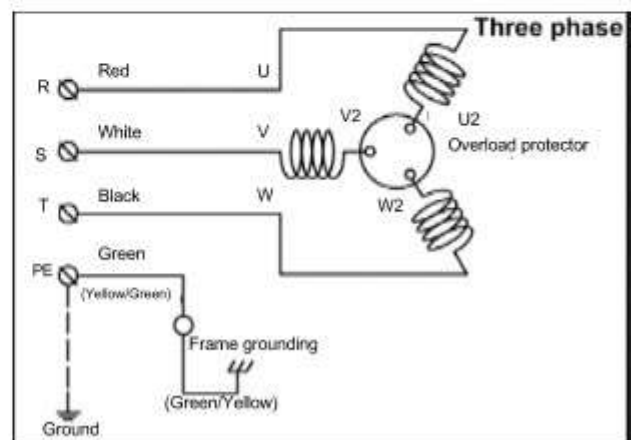 Three phase
R Red U
V2 U2
S White V
Overload protector
T Black W
W2
Green
PE
(Yellow/Green)
Frame grounding
(Green/Yellow)
Ground